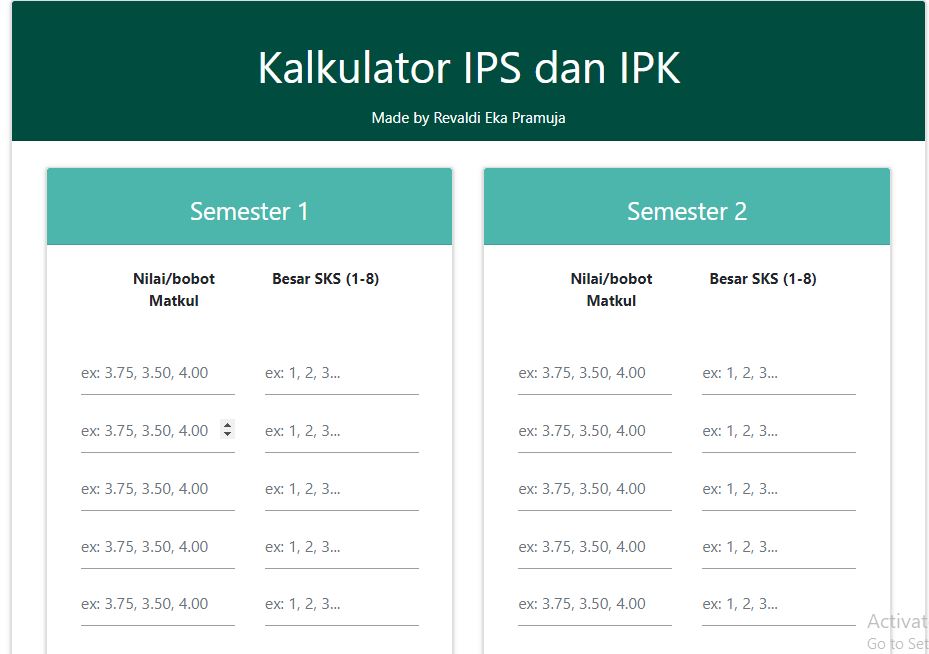 Kalkulator IPS dan IPK
Made by Revaldi Eka Pramuja
Semester 1
Nilai/bobot Besar SKS (1-8)
Matkul
ex: 3.75, 3.50, 4.00 ex: 1, 2, 3...
ex: 3.75, 3.50, 4.00 ex: 1, 2, 3...
ex: 3.75, 3.50, 4.00 ex: 1, 2, 3...
ex: 3.75, 3.50, 4.00 ex: 1, 2, 3...
ex: 3.75, 3.50, 4.00 ex: 1, 2, 3...
Semester 2
Nilai/bobot Besar SKS (1-8)
Matkul
ex: 3.75, 3.50, 4.00 ex: 1, 2, 3...
ex: 3.75, 3.50, 4.00 ex: 1, 2, 3...
ex: 3.75, 3.50, 4.00 ex: 1, 2, 3...
ex: 3.75, 3.50, 4.00 ex: 1, 2, 3...
ex: 3.75, 3.50, 4.00 ex: 1, 2, 3...
Activat
Go to Set